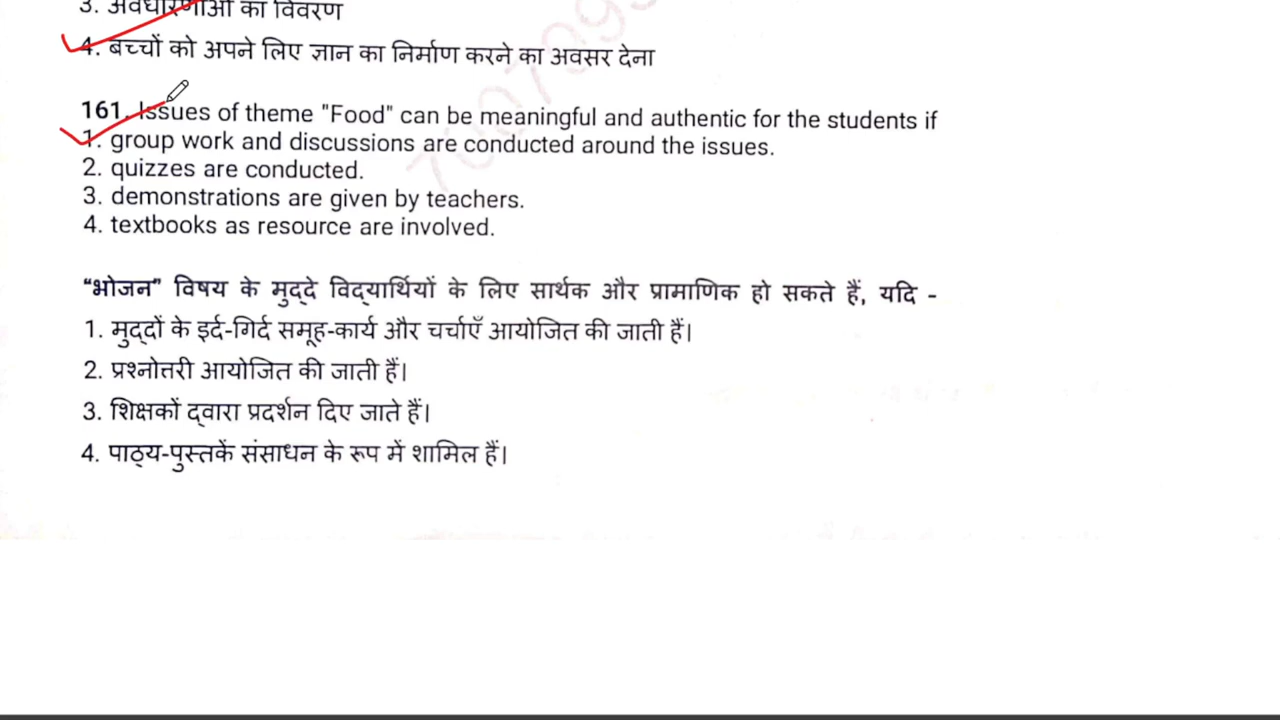 3. अवधारणाओं का विवरण
4. बच्चों को अपने लिए ज्ञान का निर्माण करने का अवसर देना
161. Issues of theme "Food" can be meaningful and authentic for the students if
1. group work and discussions are conducted around the issues.
2. quizzes are conducted.
3. demonstrations are given by teachers.
4. textbooks as resource are involved.
“भोजन” विषय के मुद्दे विद्यार्थियों के लिए सार्थक और प्रामाणिक हो सकते हैं, यदि -
1. मुद्दों के इर्द-गिर्द समूह-कार्य और चर्चाएँ आयोजित की जाती हैं।
2. प्रश्नोत्तरी आयोजित की जाती हैं।
3. शिक्षकों द्वारा प्रदर्शन दिए जाते हैं।
4. पाठ्य-पुस्तकें संसाधन के रूप में शामिल हैं।